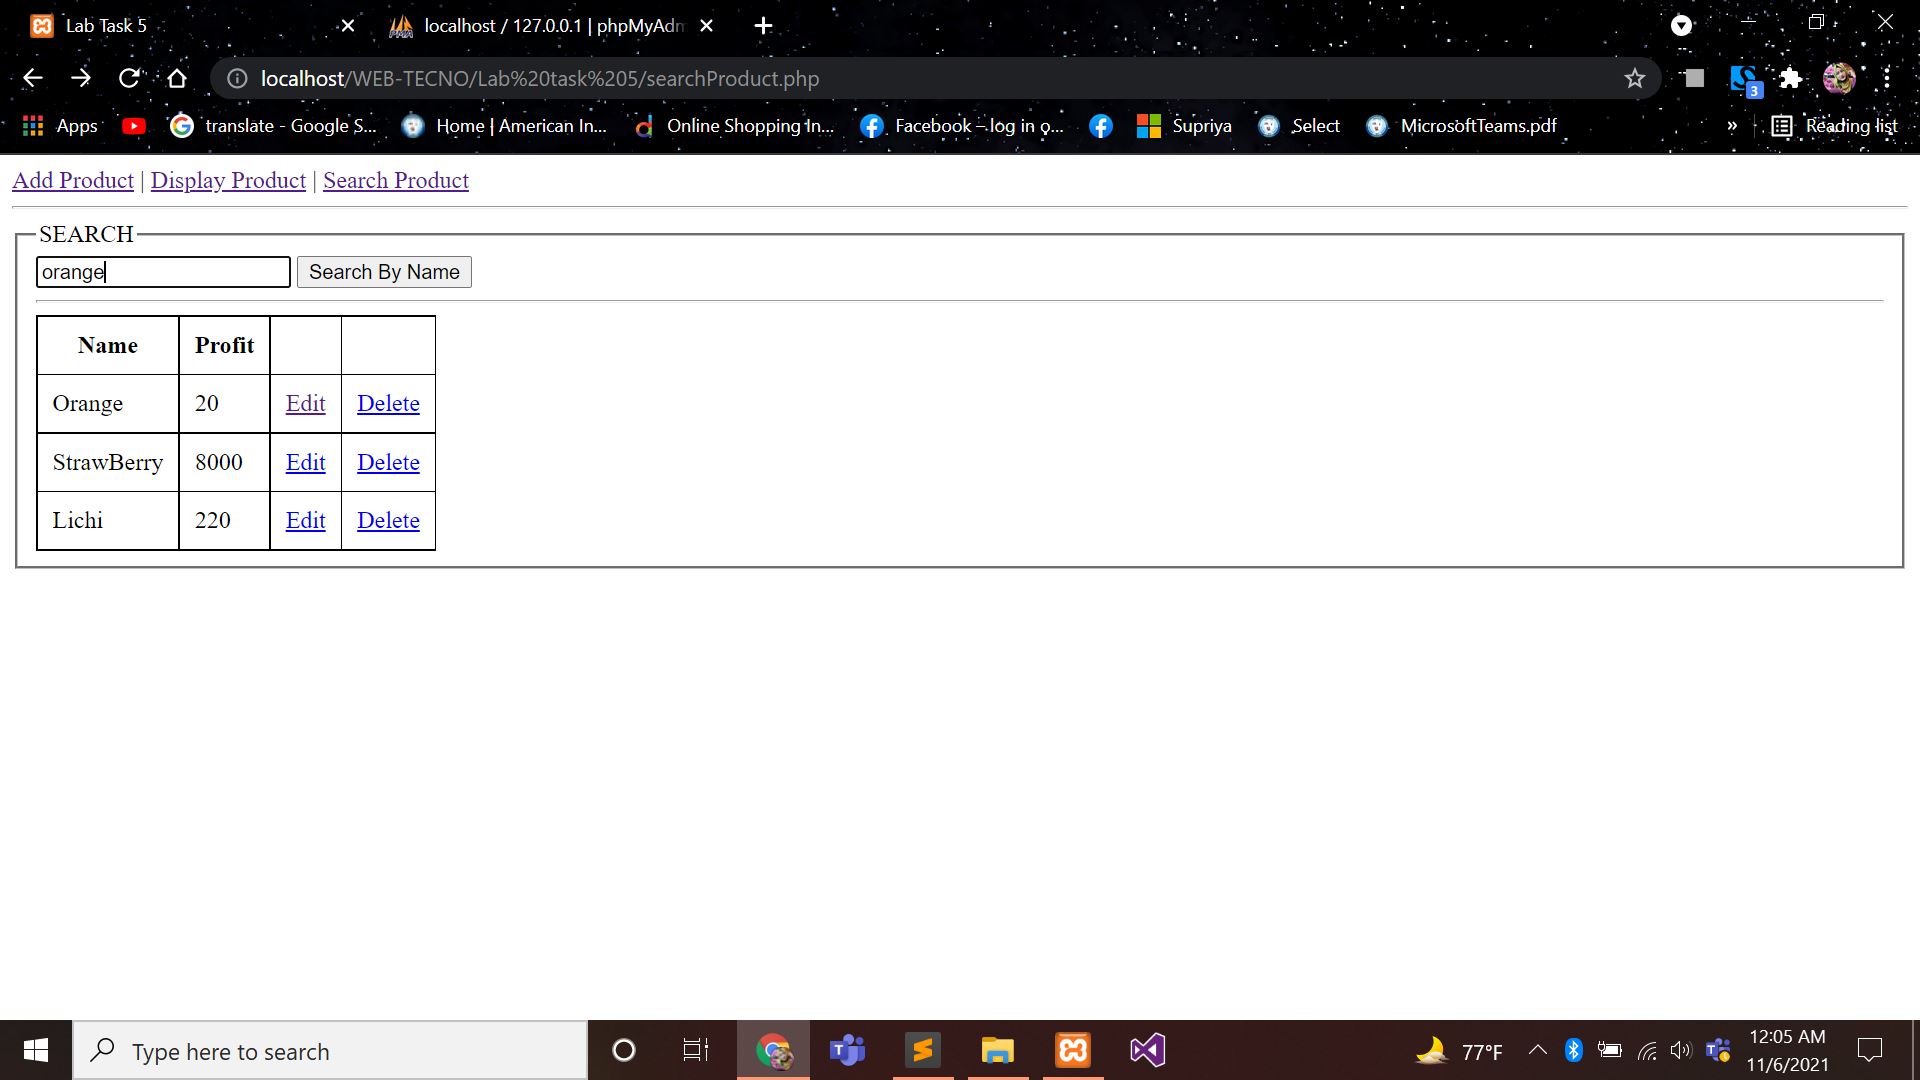 Lab Task 5
localhost / 127.0.0.1 | phpMyAdm
localhost/WEB-TECNO/Lab%20task%205/searchProduct.php
3
Apps translate - Google S... Home | American In... Online Shopping In... Facebook – log in o... Supriya Select MicrosoftTeams.pdf » Reading list
Add Product | Display Product | Search Product
SEARCH
orange Search By Name
Name Profit
Orange 20 Edit Delete
StrawBerry 8000 Edit Delete
Lichi 220 Edit Delete
Type here to search
77°F
12:05 AM
11/6/2021